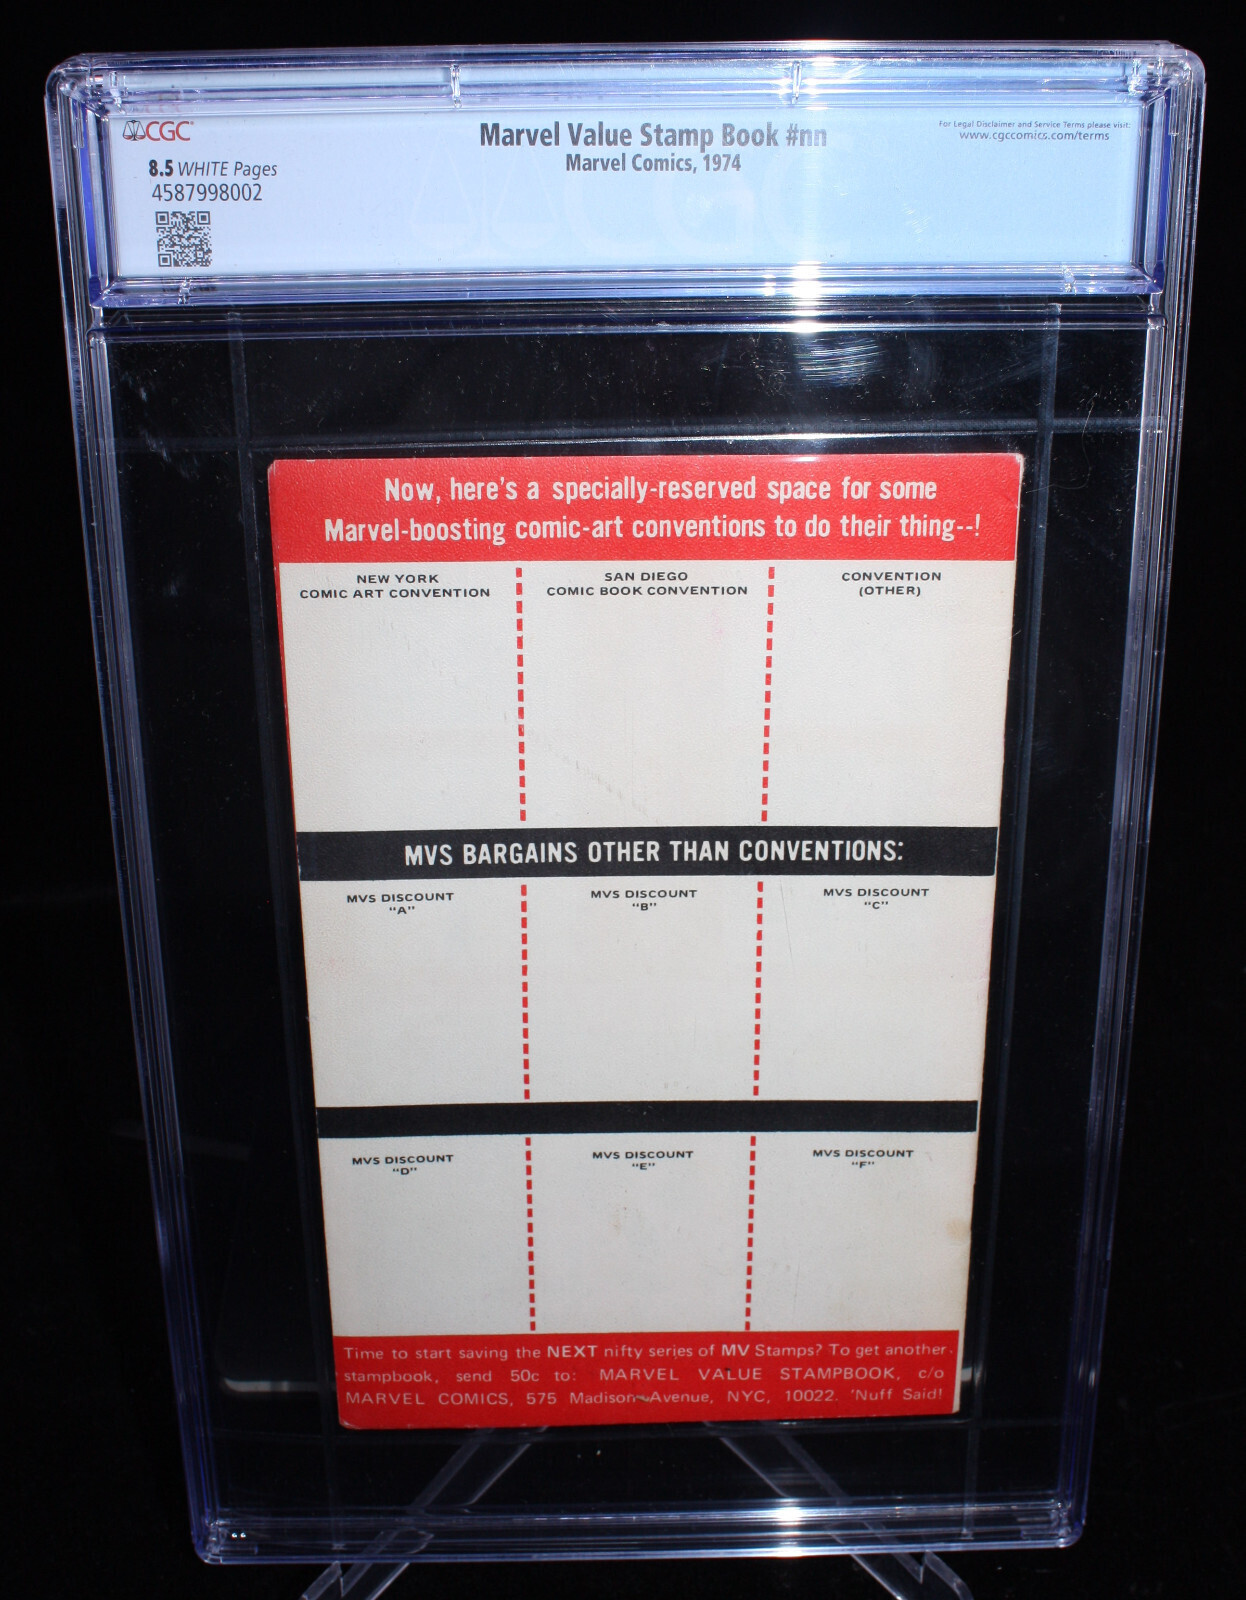 CGC
8.5 WHITE Pages
4587998002
Marvel Value Stamp Book #nn
Marvel Comics, 1974
For Legal Disclaimer and Service Terms please visit:
www.cgccomics.com/terms
Now, here's a specially-reserved space for some
Marvel-boosting comic-art conventions to do their thing--!
NEW YORK
COMIC ART CONVENTION
SAN DIEGO
COMIC BOOK CONVENTION
CONVENTION
(OTHER)
MVS BARGAINS OTHER THAN CONVENTIONS:
MVS DISCOUNT
"A"
MVS DISCOUNT
"B"
MVS DISCOUNT
"C"
MVS DISCOUNT
"D"
MVS DISCOUNT
"E"
MVS DISCOUNT
"F"
Time to start saving the NEXT nifty series of MV Stamps? To get another
stampbook, send 50c to: MARVEL VALUE STAMPBOOK, c/o
MARVEL COMICS, 575 Madison Avenue, NYC, 10022. 'Nuff Said!